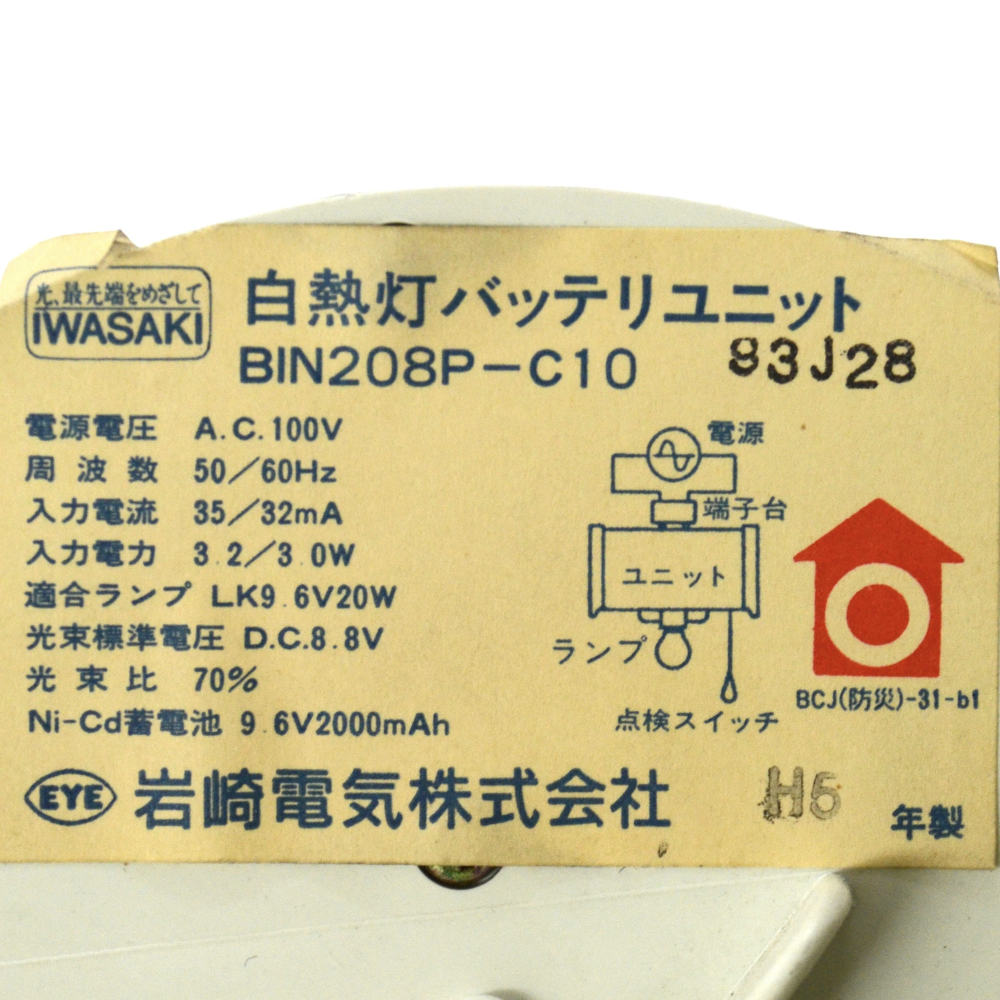 光、最先端をめざして
IWASAKI
白熱灯バッテリユニット
BIN208P-C10
93J28
電源電圧 A.C.100V
周波数 50/60Hz
入力電流 35/32mA
入力電力 3.2/3.0W
適合ランプ LK9.6V20W
光束標準電圧 D.C.8.8V
光束比 70%
Ni-Cd蓄電池 9.6V2000mAh
電源
端子台
ユニット
ランプ
点検スイッチ
BCJ(防災)-31-b1
EYE 岩崎電気株式会社
H5 年製